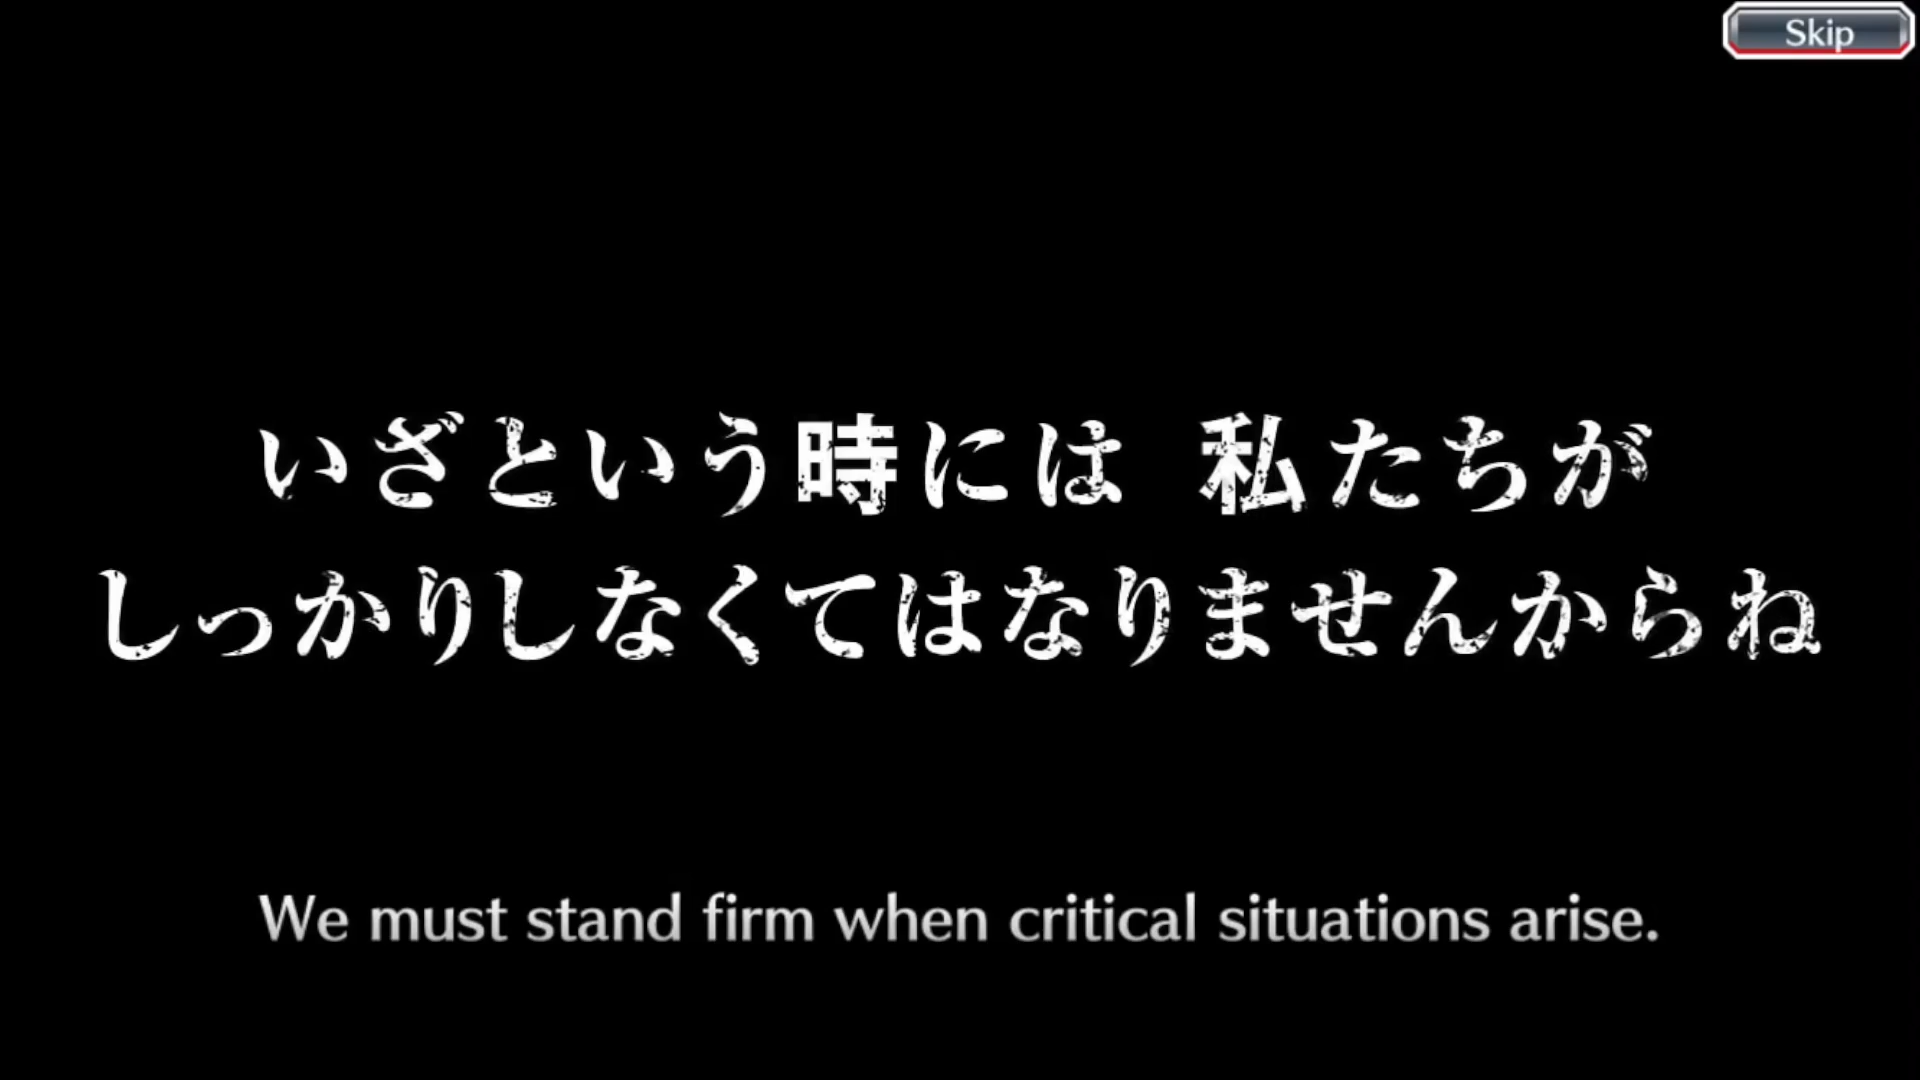 Skip
いざという時には 私たちが
しっかりしなくてはなりませんからね
We must stand firm when critical situations arise.